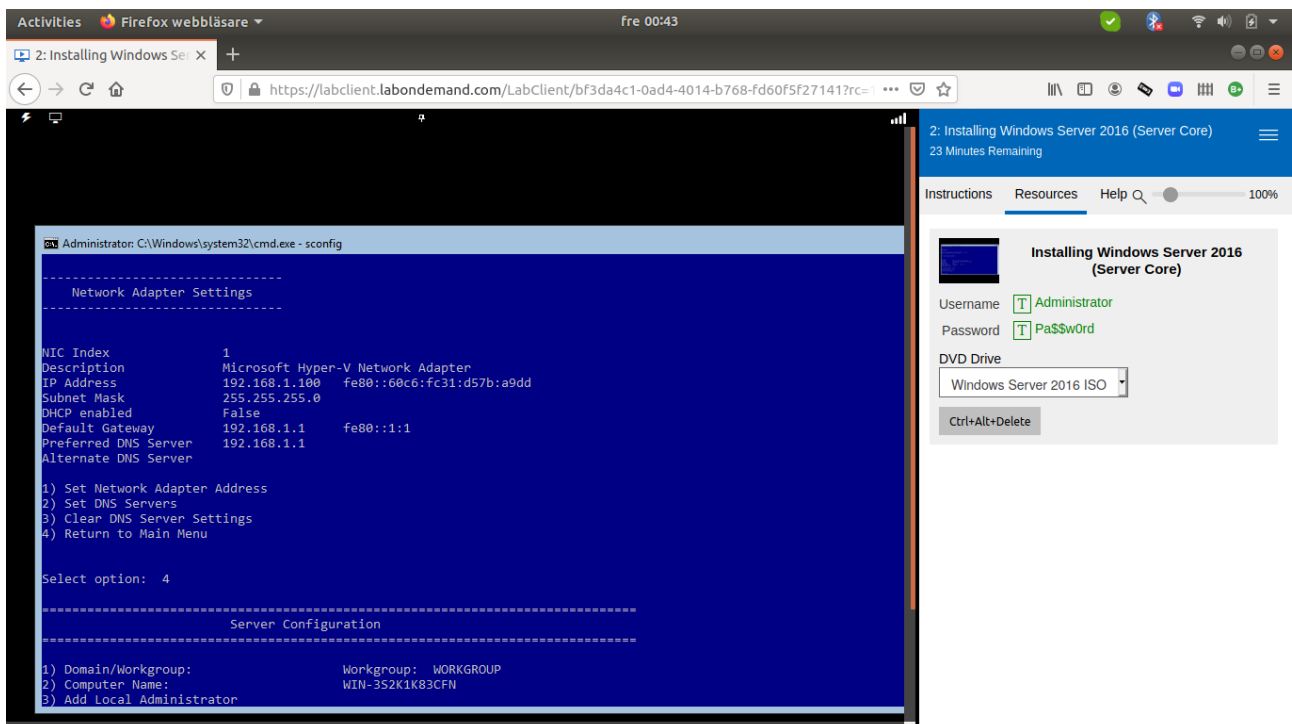 Activities Firefox webbläsare fre 00:43
2: Installing Windows Ser
https://labclient.labondemand.com/LabClient/bf3da4c1-0ad4-4014-b768-fd60f5f27141?rc=1
2: Installing Windows Server 2016 (Server Core)
23 Minutes Remaining
Instructions Resources Help 100%
Administrator: C:\Windows\system32\cmd.exe - sconfig
--------------------------------
Network Adapter Settings
--------------------------------
NIC Index 1
Description Microsoft Hyper-V Network Adapter
IP Address 192.168.1.100 fe80::60c6:fc31:d57b:a9dd
Subnet Mask 255.255.255.0
DHCP enabled False
Default Gateway 192.168.1.1 fe80::1:1
Preferred DNS Server 192.168.1.1
Alternate DNS Server
1) Set Network Adapter Address
2) Set DNS Servers
3) Clear DNS Server Settings
4) Return to Main Menu
Select option: 4
===============================================================================
Server Configuration
===============================================================================
1) Domain/Workgroup: Workgroup: WORKGROUP
2) Computer Name: WIN-3S2K1K83CFN
3) Add Local Administrator
Installing Windows Server 2016
(Server Core)
Username T Administrator
Password T Pa$$w0rd
DVD Drive
Windows Server 2016 ISO
Ctrl+Alt+Delete